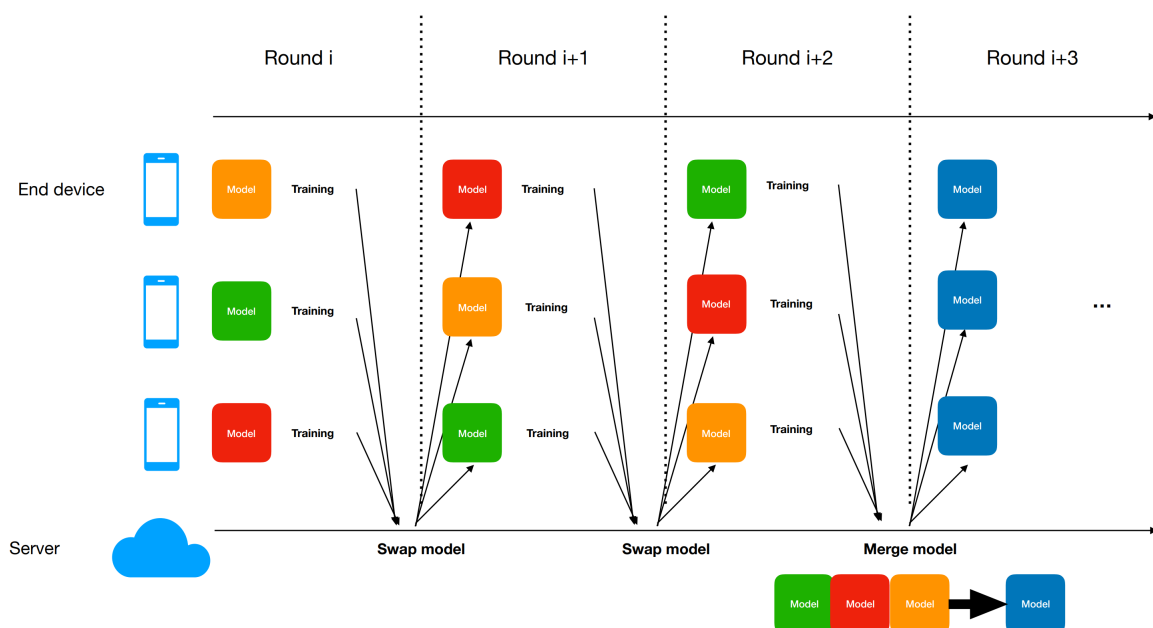 Round i
Round i+1
Round i+2
Round i+3
End device
Model
Training
Model
Training
Model
Training
Model
Model
Training
Model
Training
Model
Training
Model
...
Model
Training
Model
Training
Model
Training
Model
Server
Swap model
Swap model
Merge model
Model
Model
Model
Model